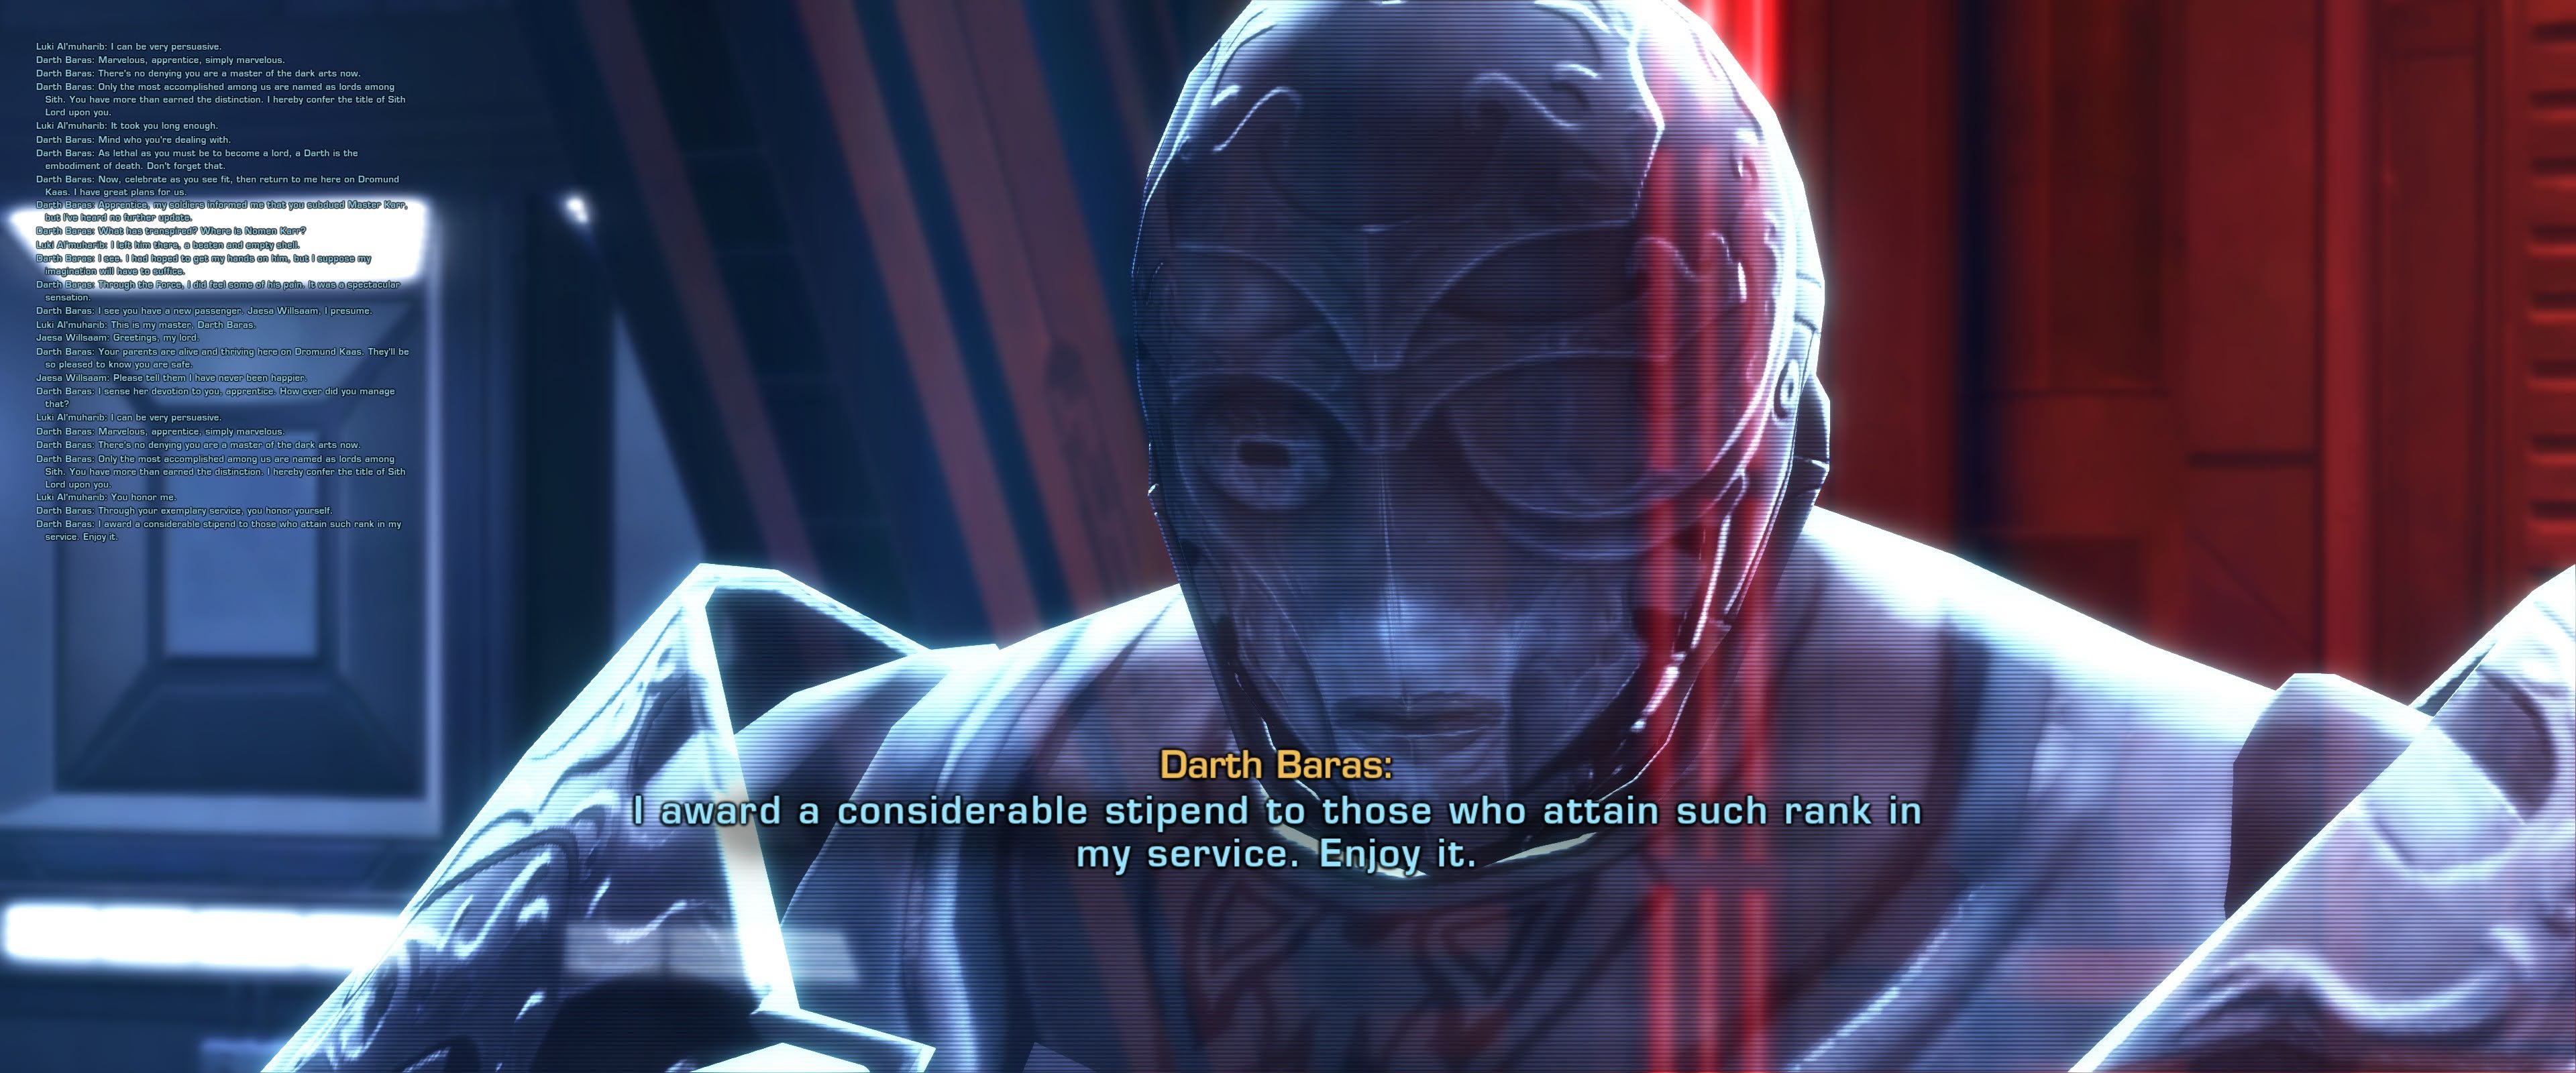 Luki Al'muharib: I can be very persuasive.
Darth Baras: Marvelous, apprentice, simply marvelous.
Darth Baras: There's no denying you are a master of the dark arts now.
Darth Baras: Only the most accomplished among us are named as lords among
Sith. You have more than earned the distinction. I hereby confer the title of Sith
Lord upon you.
Luki Al'muharib: It took you long enough.
Darth Baras: Mind who you're dealing with.
Darth Baras: As lethal as you must be to become a lord, a Darth is the
embodiment of death. Don't forget that.
Darth Baras: Now, celebrate as you see fit, then return to me here on Dromund
Kaas. I have great plans for us.
Darth Baras: Apprentice, my soldiers informed me that you subdued Master Karr,
but I've heard no further update.
Darth Baras: What has transpired? Where is Nomen Karr?
Luki Al'muharib: I left him there, a beaten and empty shell.
Darth Baras: I see. I had hoped to get my hands on him, but I suppose my
imagination will have to suffice.
Darth Baras: Through the Force, I did feel some of his pain. It was a spectacular
sensation.
Darth Baras: I see you have a new passenger. Jaesa Willsaam, I presume.
Luki Al'muharib: This is my master, Darth Baras.
Jaesa Willsaam: Greetings, my lord.
Darth Baras: Your parents are alive and thriving here on Dromund Kaas. They'll be
so pleased to know you are safe.
Jaesa Willsaam: Please tell them I have never been happier.
Darth Baras: I sense her devotion to you, apprentice. How ever did you manage
that?
Luki Al'muharib: I can be very persuasive.
Darth Baras: Marvelous, apprentice, simply marvelous.
Darth Baras: There's no denying you are a master of the dark arts now.
Darth Baras: Only the most accomplished among us are named as lords among
Sith. You have more than earned the distinction. I hereby confer the title of Sith
Lord upon you.
Luki Al'muharib: You honor me.
Darth Baras: Through your exemplary service, you honor yourself.
Darth Baras: I award a considerable stipend to those who attain such rank in my
service. Enjoy it.
Darth Baras:
I award a considerable stipend to those who attain such rank in
my service. Enjoy it.